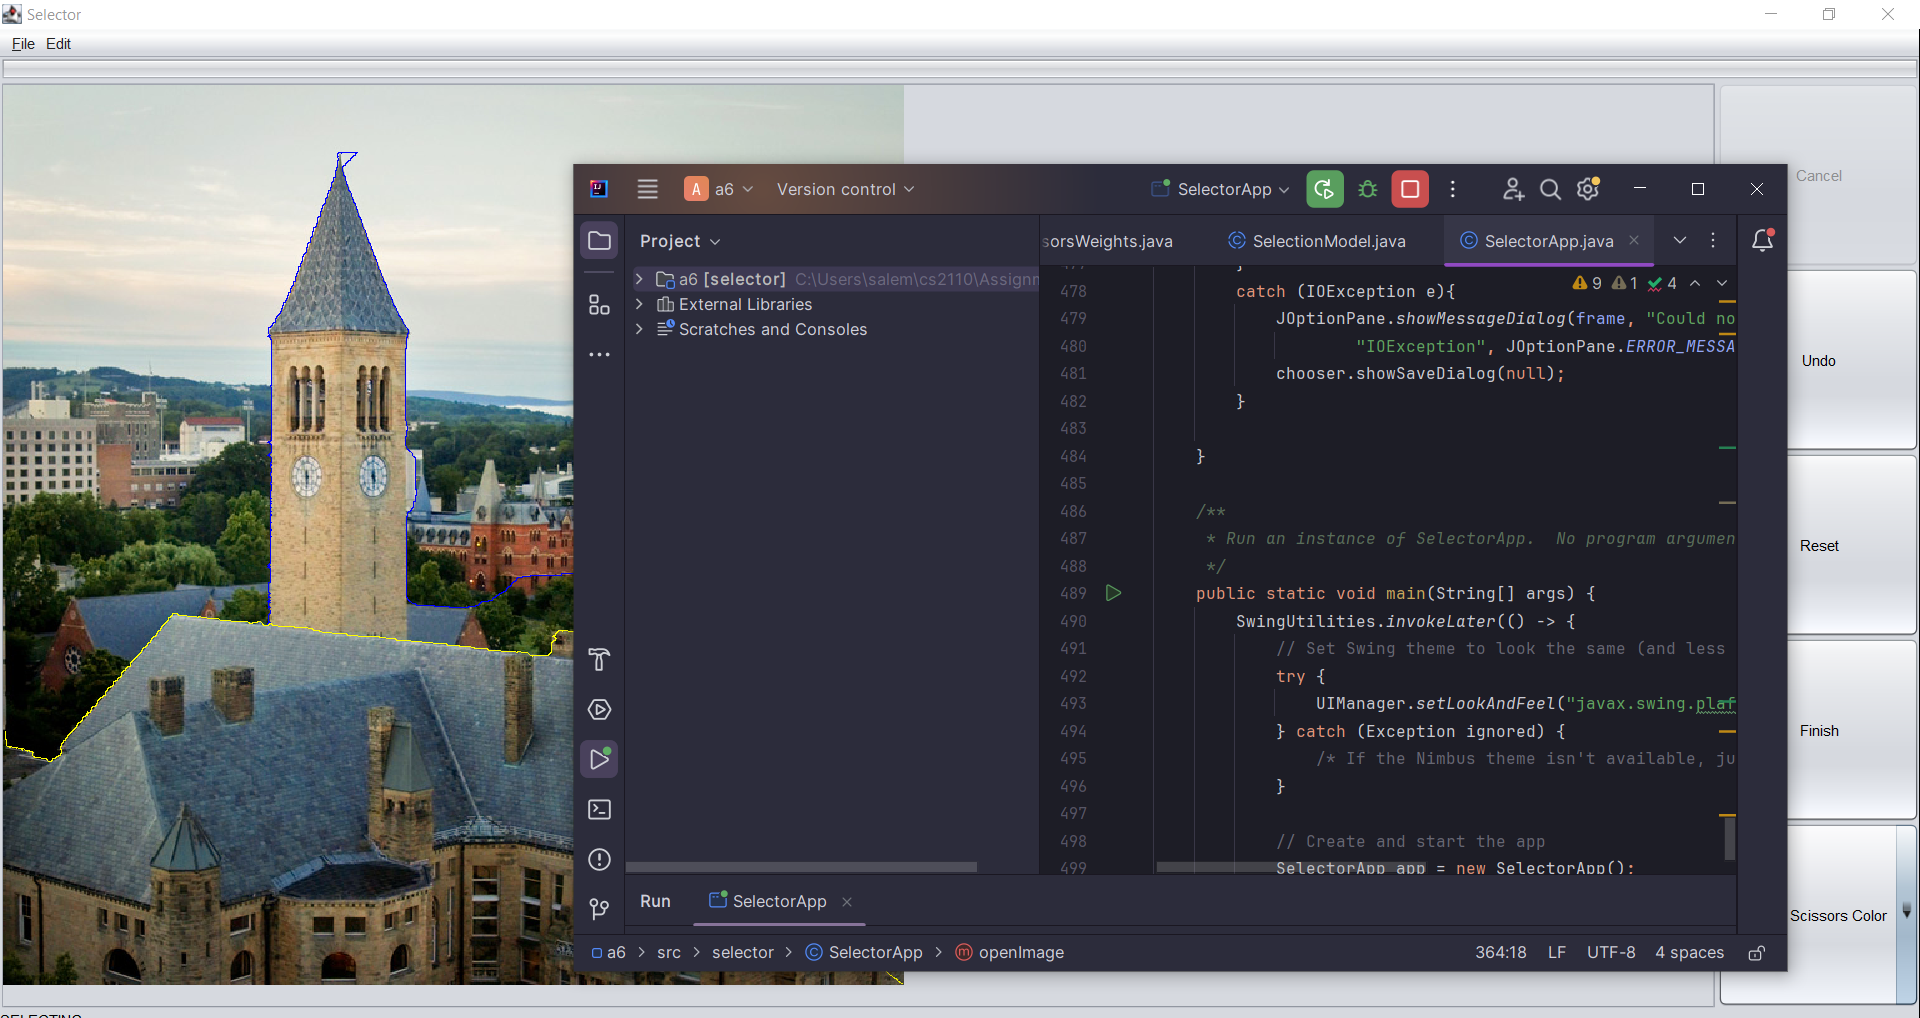 Selector
File Edit
Cancel
Undo
Reset
Finish
Scissors Color
A a6 Version control SelectorApp
Project
a6 [selector] C:\Users\salem\cs2110\Assignm
External Libraries
Scratches and Consoles
sorsWeights.java SelectionModel.java SelectorApp.java
9 1 4
477 }
478 catch (IOException e){
479 JOptionPane.showMessageDialog(frame, "Could no
480 "IOException", JOptionPane.ERROR_MESSA
481 chooser.showSaveDialog(null);
482 }
483
484 }
485
486 /**
487 * Run an instance of SelectorApp.  No program argumen
488 */
489 public static void main(String[] args) {
490 SwingUtilities.invokeLater(() -> {
491 // Set Swing theme to look the same (and less
492 try {
493 UIManager.setLookAndFeel("javax.swing.plaf
494 } catch (Exception ignored) {
495 /* If the Nimbus theme isn't available, ju
496 }
497
498 // Create and start the app
499 SelectorApp app = new SelectorApp();
Run SelectorApp
a6 > src > selector > SelectorApp > openImage
364:18 LF UTF-8 4 spaces
SELECTING